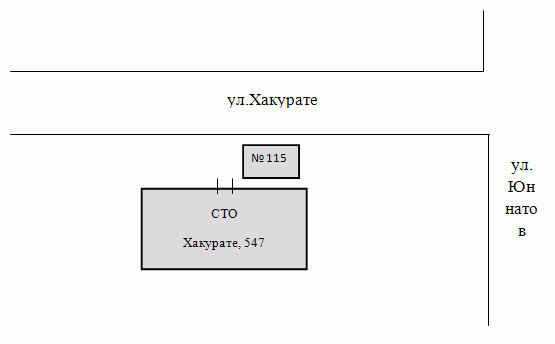 ул.Хакурате
№115
ул.
Юн
нато
в
СТО
Хакурате, 547